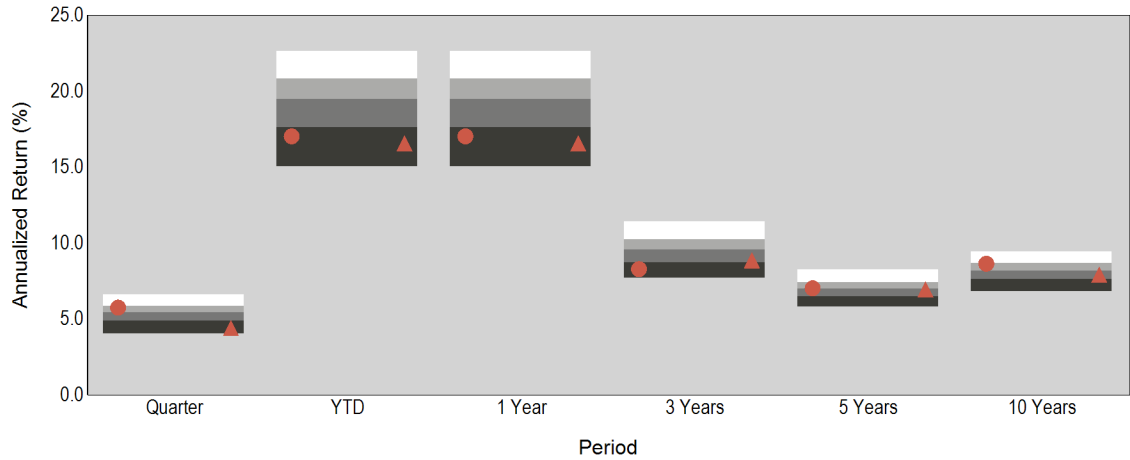 25.0
20.0
15.0
10.0
5.0
0.0
Annualized Return (%)
Quarter YTD 1 Year 3 Years 5 Years 10 Years
Period